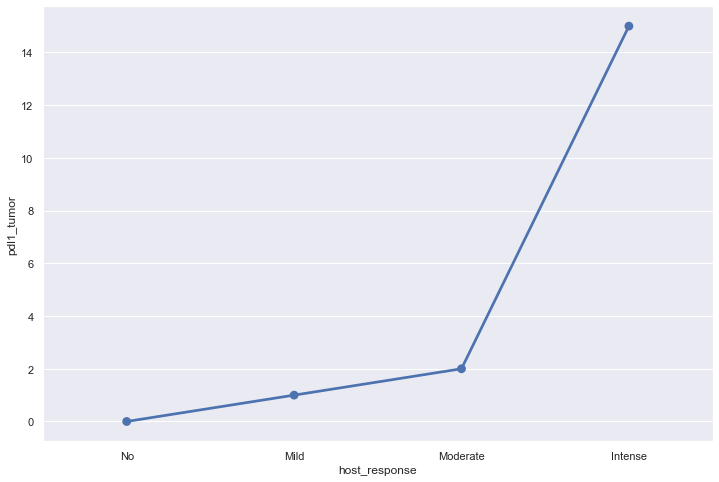 pdl1_tumor
14
12
10
8
6
4
2
0
No
Mild
Moderate
Intense
host_response